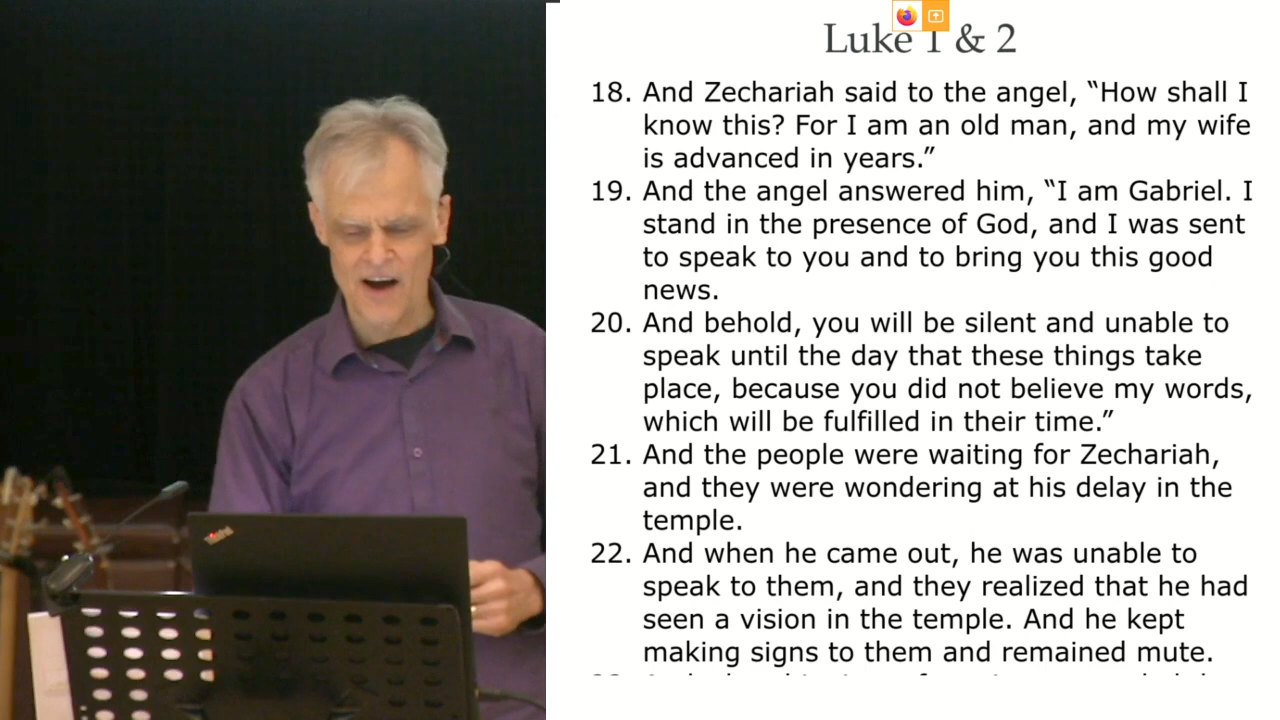 Luke 1 & 2
18. And Zechariah said to the angel, “How shall I
know this? For I am an old man, and my wife
is advanced in years.”
19. And the angel answered him, “I am Gabriel. I
stand in the presence of God, and I was sent
to speak to you and to bring you this good
news.
20. And behold, you will be silent and unable to
speak until the day that these things take
place, because you did not believe my words,
which will be fulfilled in their time.”
21. And the people were waiting for Zechariah,
and they were wondering at his delay in the
temple.
22. And when he came out, he was unable to
speak to them, and they realized that he had
seen a vision in the temple. And he kept
making signs to them and remained mute.